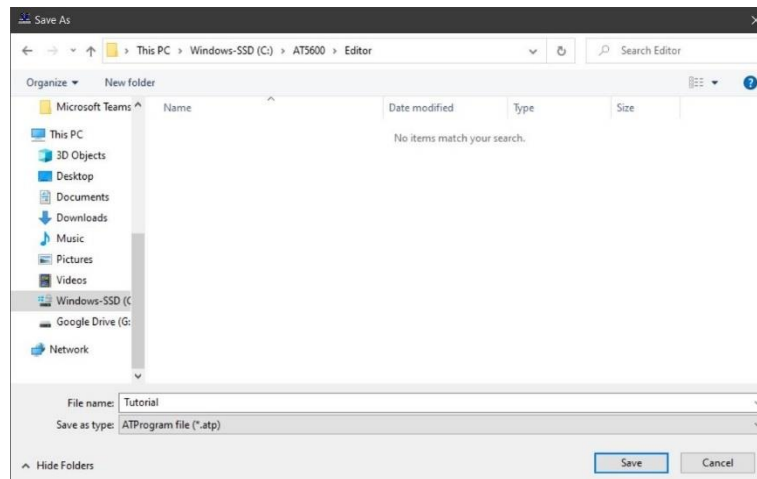 Save As
This PC > Windows-SSD (C:) > AT5600 > Editor
Search Editor
Organize
New folder
Microsoft Teams
Name
Date modified
Type
Size
No items match your search.
This PC
3D Objects
Desktop
Documents
Downloads
Music
Pictures
Videos
Windows-SSD (C
Google Drive (G:
Network
File name: Tutorial
Save as type: ATProgram file (*.atp)
Hide Folders
Save
Cancel